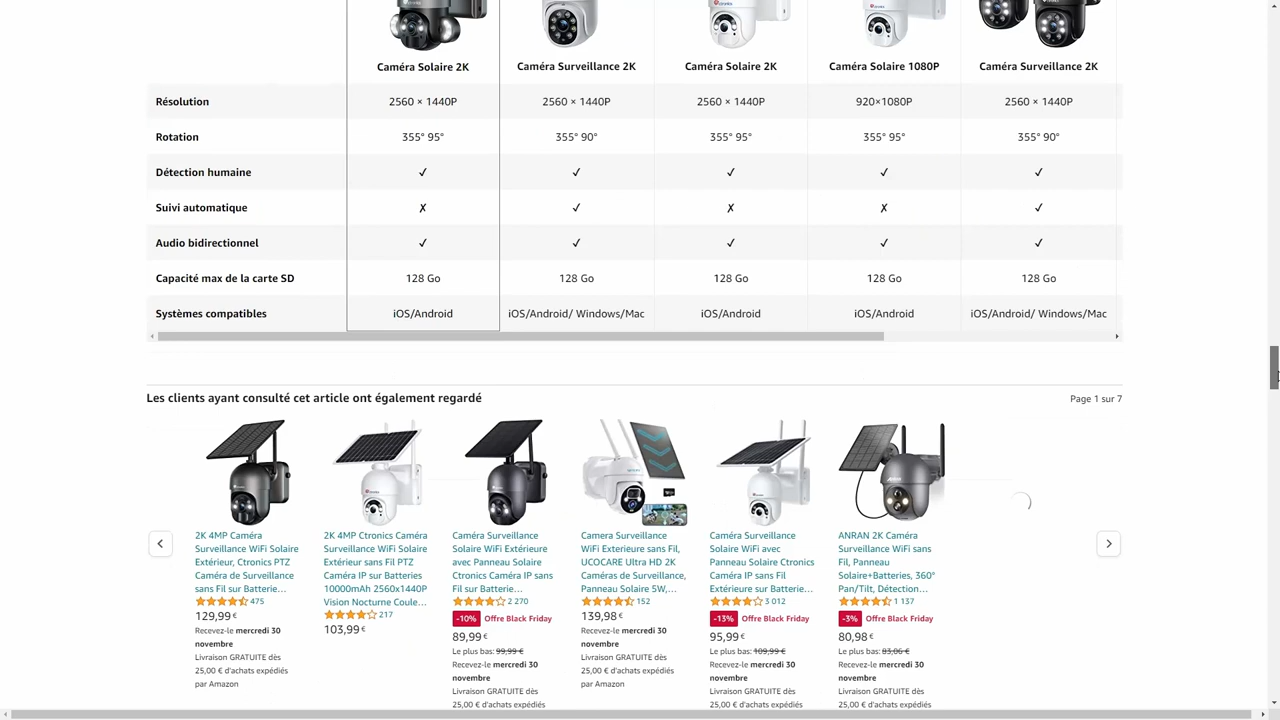 Caméra Solaire 2K
Caméra Surveillance 2K
Caméra Solaire 2K
Caméra Solaire 1080P
Caméra Surveillance 2K
Résolution
2560 × 1440P
2560 × 1440P
2560 × 1440P
920×1080P
2560 × 1440P
Rotation
355° 95°
355° 90°
355° 95°
355° 95°
355° 90°
Détection humaine
✓
✓
✓
✓
✓
Suivi automatique
✗
✓
✗
✗
✓
Audio bidirectionnel
✓
✓
✓
✓
✓
Capacité max de la carte SD
128 Go
128 Go
128 Go
128 Go
128 Go
Systèmes compatibles
iOS/Android
iOS/Android/ Windows/Mac
iOS/Android
iOS/Android
iOS/Android/ Windows/Mac
Les clients ayant consulté cet article ont également regardé
Page 1 sur 7
2K 4MP Caméra
Surveillance WiFi Solaire
Extérieur, Ctronics PTZ
Caméra de Surveillance
sans Fil sur Batterie…
475
129,99 €
Recevez-le mercredi 30
novembre
Livraison GRATUITE dès
25,00 € d'achats expédiés
par Amazon
2K 4MP Ctronics Caméra
Surveillance WiFi Solaire
Extérieur sans Fil PTZ
Caméra IP sur Batteries
10000mAh 2560x1440P
Vision Nocturne Coule…
217
103,99 €
Caméra Surveillance
Solaire WiFi Extérieure
avec Panneau Solaire
Ctronics Caméra IP sans
Fil sur Batterie…
2 270
-10% Offre Black Friday
89,99 €
Le plus bas: 99,99 €
Recevez-le mercredi 30
novembre
Livraison GRATUITE dès
25,00 € d'achats expédiés
Camera Surveillance
WiFi Exterieure sans Fil,
UCOCARE Ultra HD 2K
Caméras de Surveillance,
Panneau Solaire 5W,…
152
139,98 €
Recevez-le mercredi 30
novembre
Livraison GRATUITE dès
25,00 € d'achats expédiés
par Amazon
Caméra Surveillance
Solaire WiFi avec
Panneau Solaire Ctronics
Caméra IP sans Fil
Extérieure sur Batterie…
3 012
-13% Offre Black Friday
95,99 €
Le plus bas: 109,99 €
Recevez-le mercredi 30
novembre
Livraison GRATUITE dès
25,00 € d'achats expédiés
ANRAN 2K Caméra
Surveillance WiFi sans
Fil, Panneau
Solaire+Batteries, 360°
Pan/Tilt, Détection…
1 137
-3% Offre Black Friday
80,98 €
Le plus bas: 83,06 €
Recevez-le mercredi 30
novembre
Livraison GRATUITE dès
25,00 € d'achats expédiés